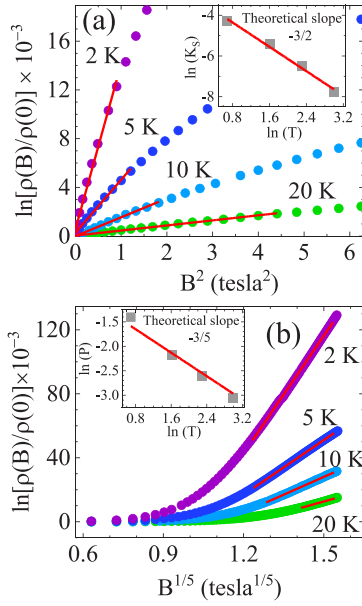 (a)
ln[ρ(B)/ρ(0)] × 10⁻³
16
12
8
4
0
0 1 2 3 4 5 6
B² (tesla²)
2 K
5 K
10 K
20 K
Theoretical slope
-3/2
ln (K_S)
-4
-6
-8
0.8 1.6 2.4 3.2
ln (T)
(b)
ln[ρ(B)/ρ(0)]×10⁻³
120
80
40
0
0.6 0.9 1.2 1.5
B^1/5 (tesla^1/5)
2 K
5 K
10 K
20 K
Theoretical slope
-3/5
ln (P)
-1.5
-2.0
-2.5
-3.0
0.8 1.6 2.4 3.2
ln (T)